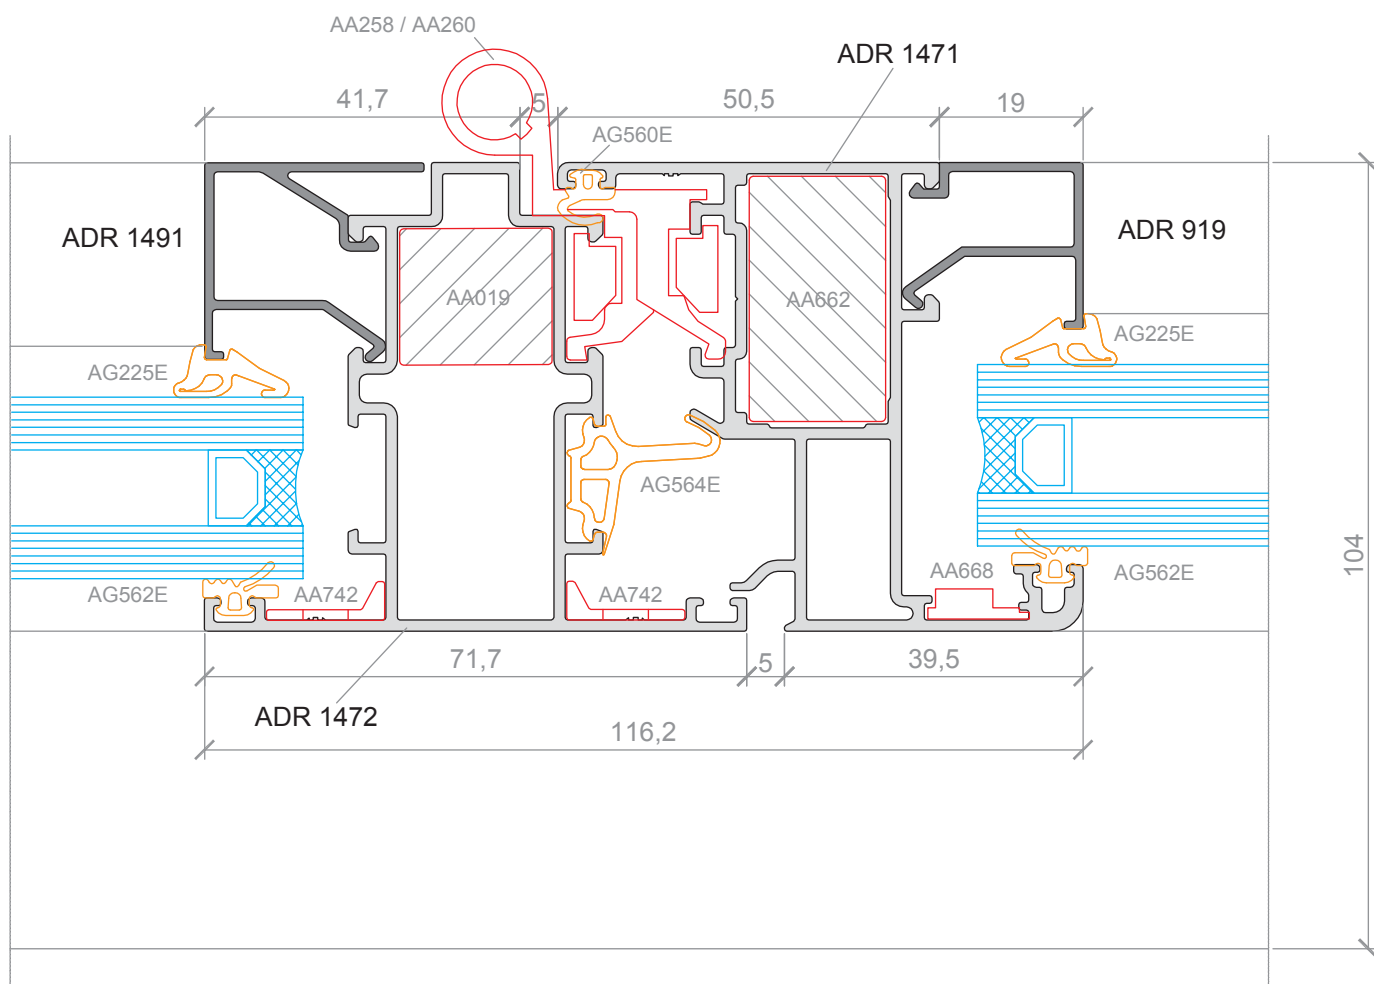 AA258 / AA260
ADR 1471
41,7
5
50,5
19
AG560E
ADR 1491
ADR 919
AA019
AA662
AG225E
AG225E
AG564E
104
AG562E
AA742
AA742
AA668
AG562E
71,7
5
39,5
ADR 1472
116,2